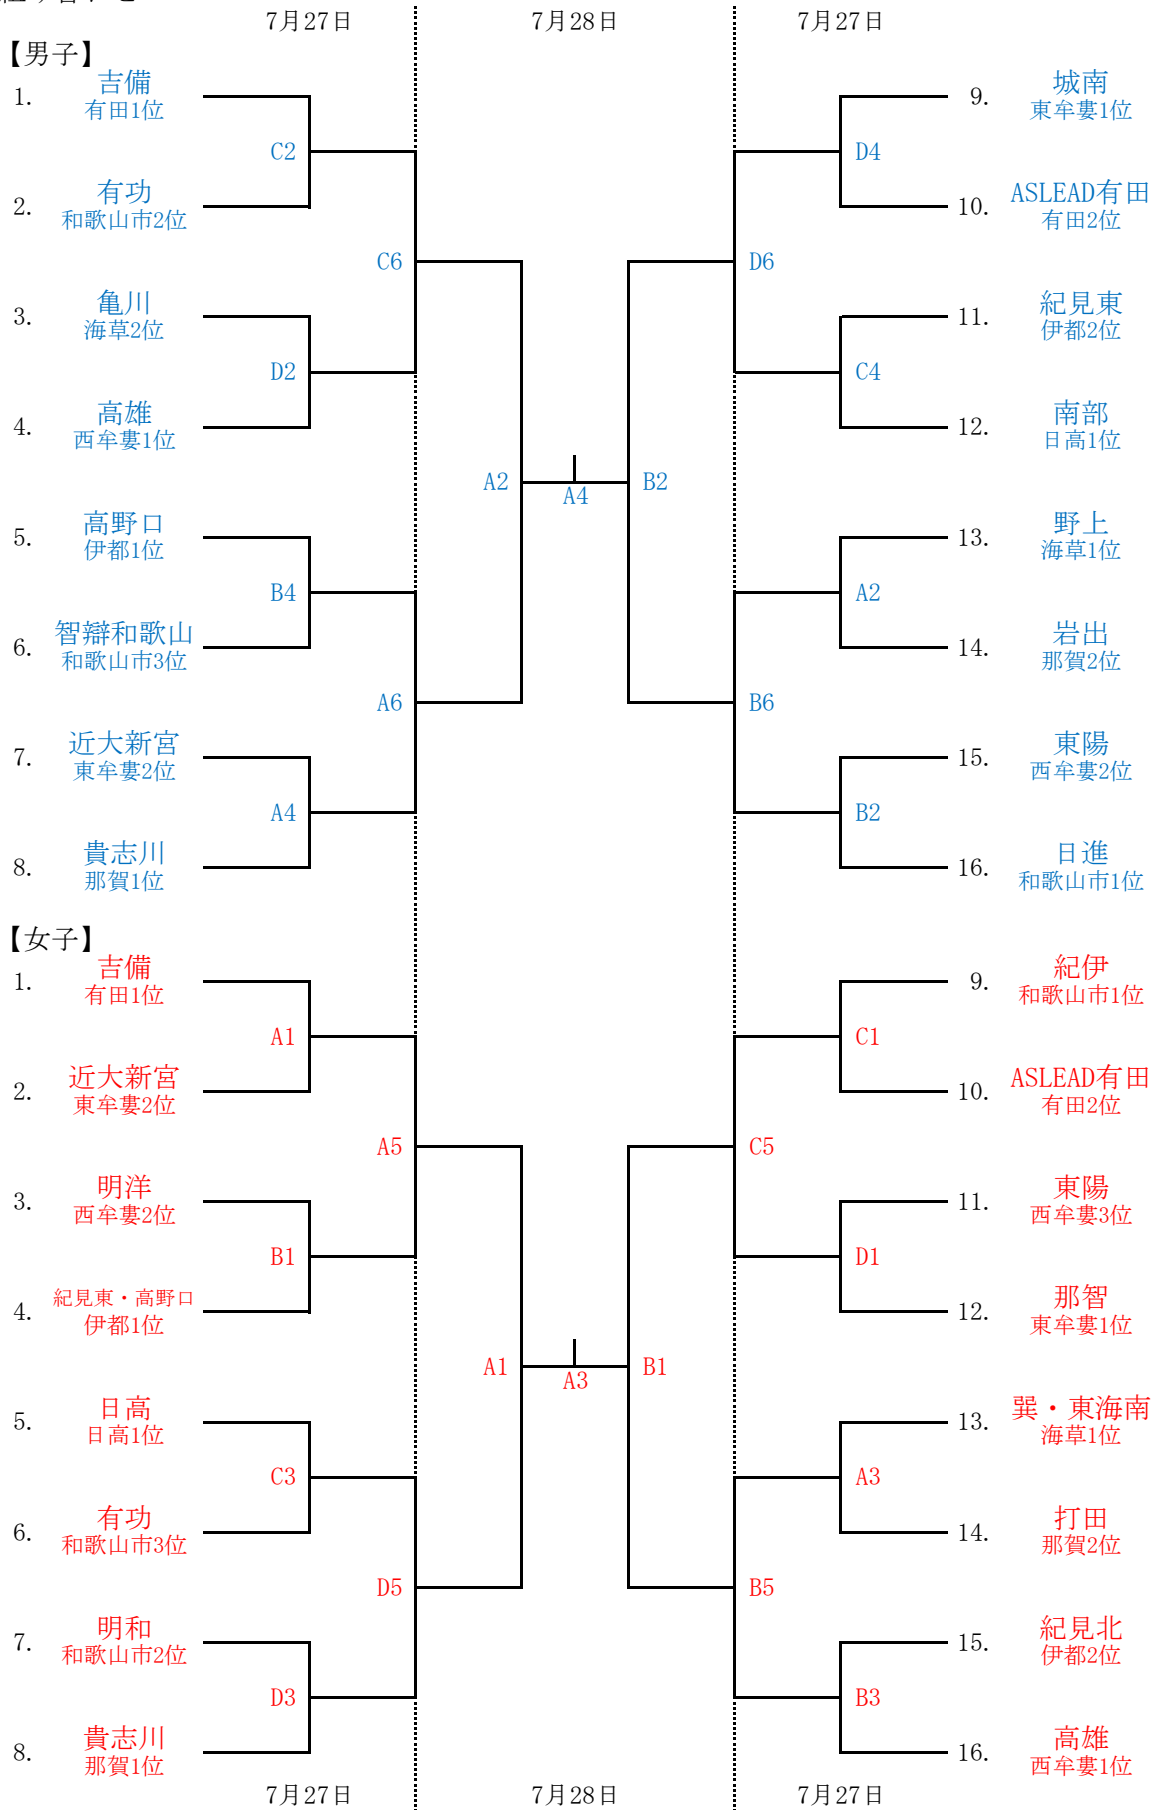 7月27日 7月28日 7月27日
【男子】
1. 吉備 有田1位
C2
2. 有功 和歌山市2位
C6
3. 亀川 海草2位
D2
4. 高雄 西牟婁1位
A2
5. 高野口 伊都1位
B4
6. 智辯和歌山 和歌山市3位
A6
7. 近大新宮 東牟婁2位
A4
8. 貴志川 那賀1位
A4
9. 城南 東牟婁1位
D4
10. ASLEAD有田 有田2位
D6
11. 紀見東 伊都2位
C4
12. 南部 日高1位
B2
13. 野上 海草1位
A2
14. 岩出 那賀2位
B6
15. 東陽 西牟婁2位
B2
16. 日進 和歌山市1位
【女子】
1. 吉備 有田1位
A1
2. 近大新宮 東牟婁2位
A5
3. 明洋 西牟婁2位
B1
4. 紀見東・高野口 伊都1位
A1
5. 日高 日高1位
C3
6. 有功 和歌山市3位
D5
7. 明和 和歌山市2位
D3
8. 貴志川 那賀1位
A3
9. 紀伊 和歌山市1位
C1
10. ASLEAD有田 有田2位
C5
11. 東陽 西牟婁3位
D1
12. 那智 東牟婁1位
B1
13. 巽・東海南 海草1位
A3
14. 打田 那賀2位
B5
15. 紀見北 伊都2位
B3
16. 高雄 西牟婁1位
7月27日 7月28日 7月27日